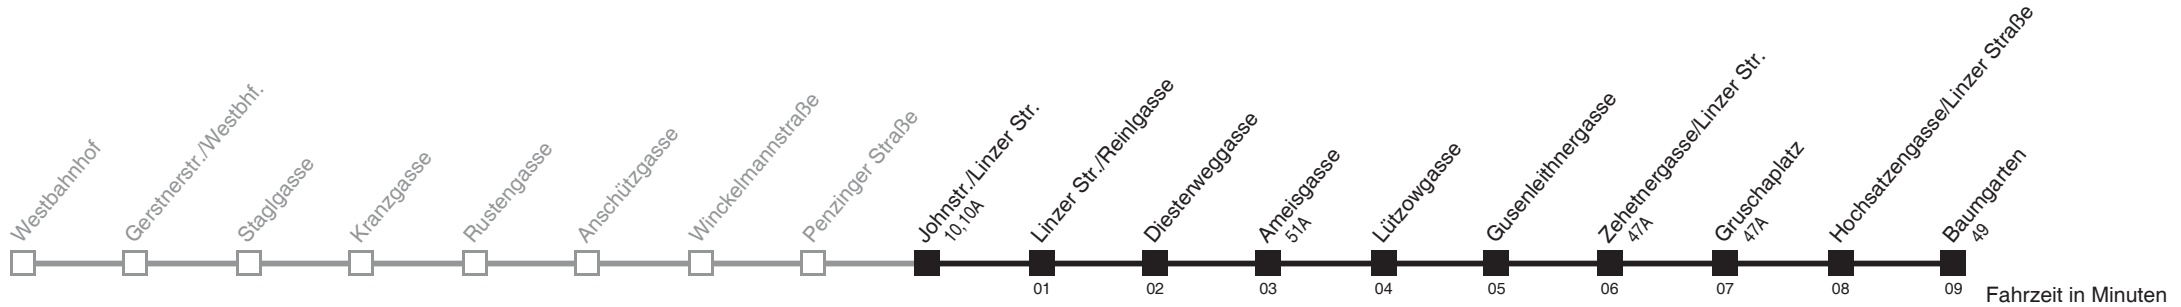 Westbahnhof
Gerstnerstr./Westbhf.
Staglgasse
Kranzgasse
Rustengasse
Anschützgasse
Winckelmannstraße
Penzinger Straße
Johnstr./Linzer Str.
10, 10A
Linzer Str./Reinlgasse
Diesterweggasse
Ameisgasse
51A
Lützowgasse
Gusenleithnergasse
Zehetnergasse/Linzer Str.
47A
Gruschaplatz
47A
Hochsatzengasse/Linzer Straße
Baumgarten
49
01 02 03 04 05 06 07 08 09 Fahrzeit in Minuten